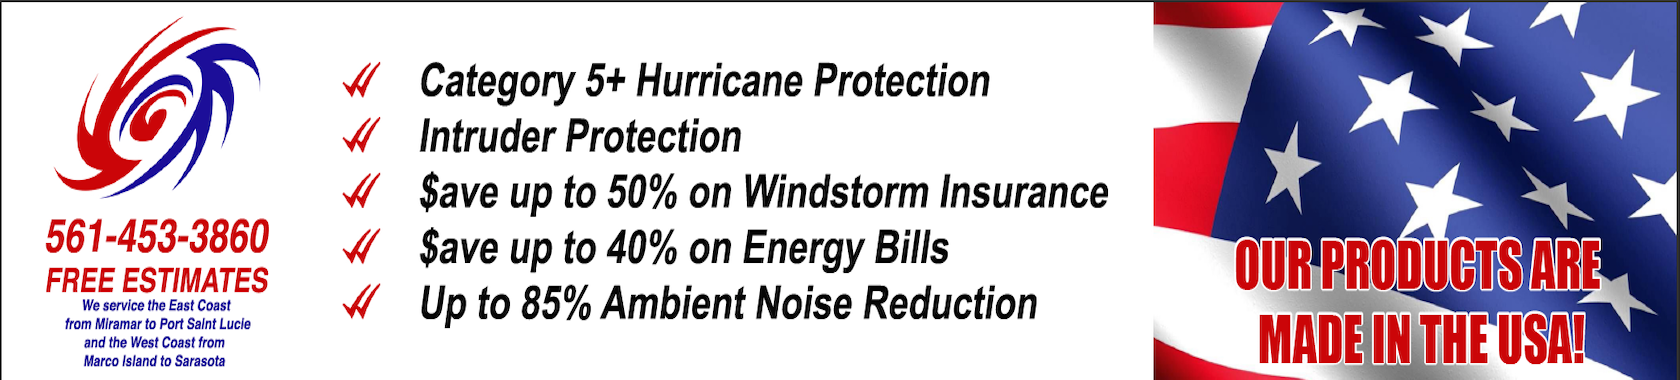 561-453-3860
FREE ESTIMATES
We service the East Coast
from Miramar to Port Saint Lucie
and the West Coast from
Marco Island to Sarasota
Category 5+ Hurricane Protection
Intruder Protection
$ave up to 50% on Windstorm Insurance
$ave up to 40% on Energy Bills
Up to 85% Ambient Noise Reduction
OUR PRODUCTS ARE
MADE IN THE USA!